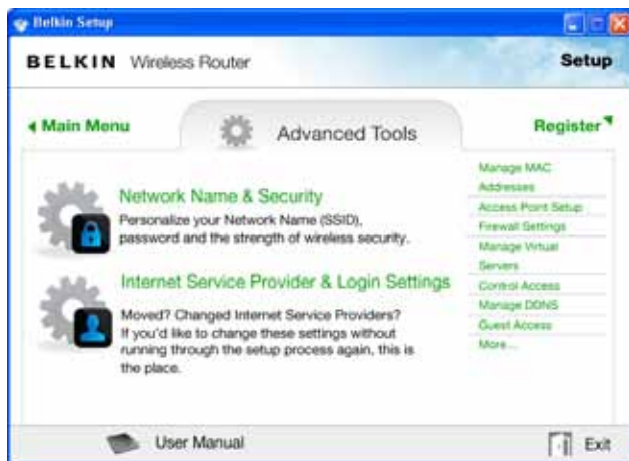 Belkin Setup
BELKIN Wireless Router
Setup
Main Menu
Advanced Tools
Register
Network Name & Security
Personalize your Network Name (SSID),
password and the strength of wireless security.
Internet Service Provider & Login Settings
Moved? Changed Internet Service Providers?
If you'd like to change these settings without
running through the setup process again, this is
the place.
Manage MAC
Addresses
Access Point Setup
Firewall Settings
Manage Virtual
Servers
Control Access
Manage DDNS
Guest Access
More...
User Manual
Exit